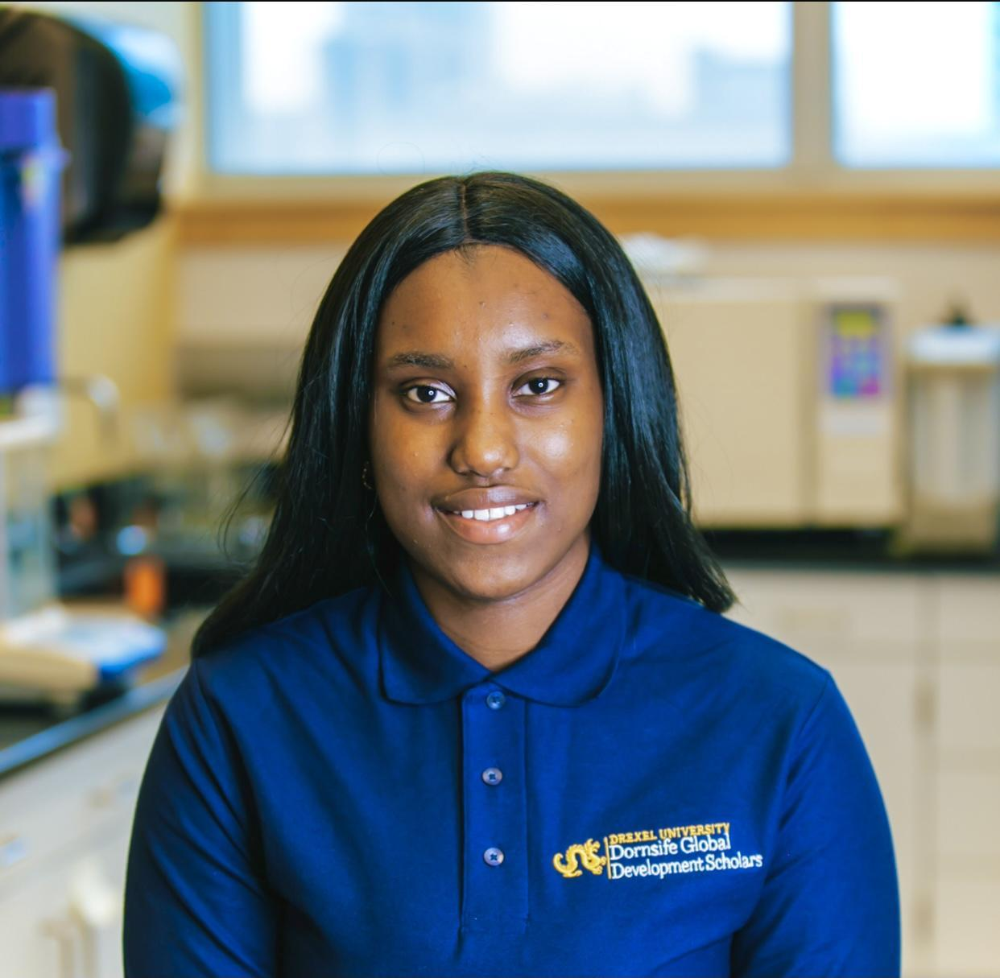 DREXEL UNIVERSITY
Dornsife Global
Development Scholars